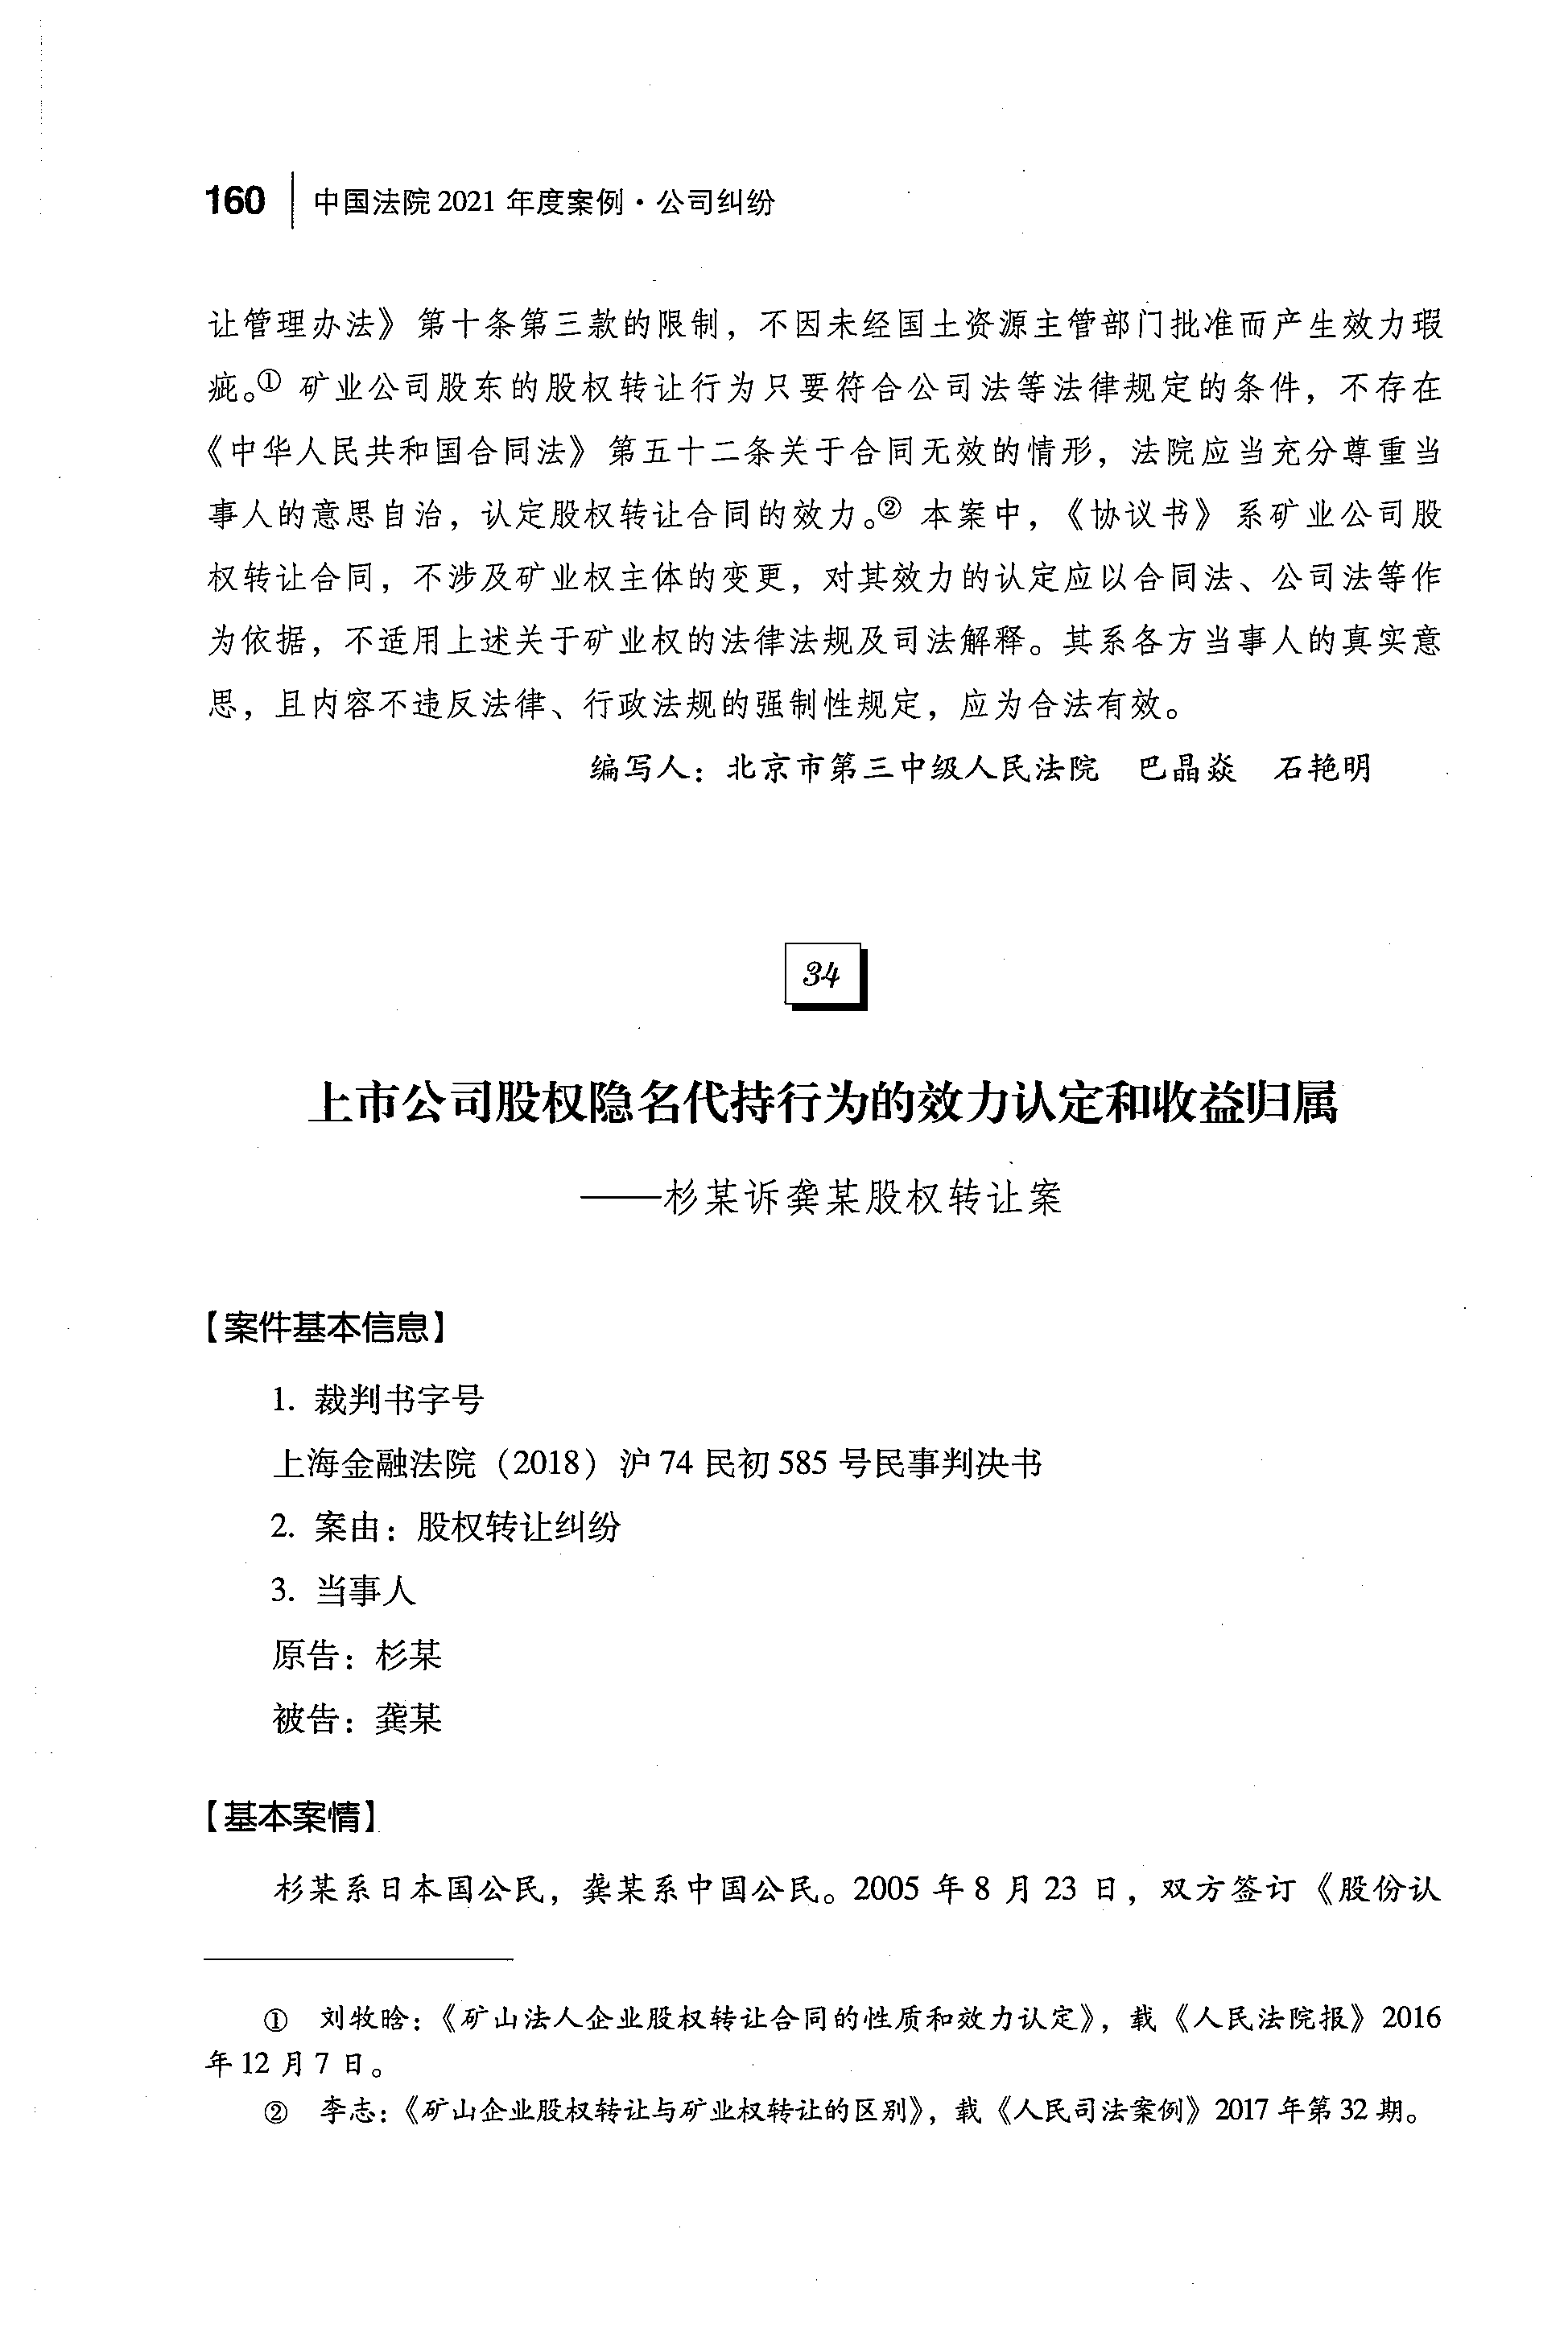 160 中国法院2021年度案例·公司纠纷
让管理办法》第十条第三款的限制，不因未经国土资源主管部门批准而产生效力瑕
疵。① 矿业公司股东的股权转让行为只要符合公司法等法律规定的条件，不存在
《中华人民共和国合同法》第五十二条关于合同无效的情形，法院应当充分尊重当
事人的意思自治，认定股权转让合同的效力。② 本案中，《协议书》系矿业公司股
权转让合同，不涉及矿业权主体的变更，对其效力的认定应以合同法、公司法等作
为依据，不适用上述关于矿业权的法律法规及司法解释。其系各方当事人的真实意
思，且内容不违反法律、行政法规的强制性规定，应为合法有效。
编写人：北京市第三中级人民法院 巴晶焱 石艳明
34
上市公司股权隐名代持行为的效力认定和收益归属
——杉某诉龚某股权转让案
【案件基本信息】
1. 裁判书字号
上海金融法院（2018）沪74民初585号民事判决书
2. 案由：股权转让纠纷
3. 当事人
原告：杉某
被告：龚某
【基本案情】
杉某系日本国公民，龚某系中国公民。2005年8月23日，双方签订《股份认
① 刘牧晗：《矿山法人企业股权转让合同的性质和效力认定》，载《人民法院报》2016
年12月7日。
② 李志：《矿山企业股权转让与矿业权转让的区别》，载《人民司法案例》2017年第32期。